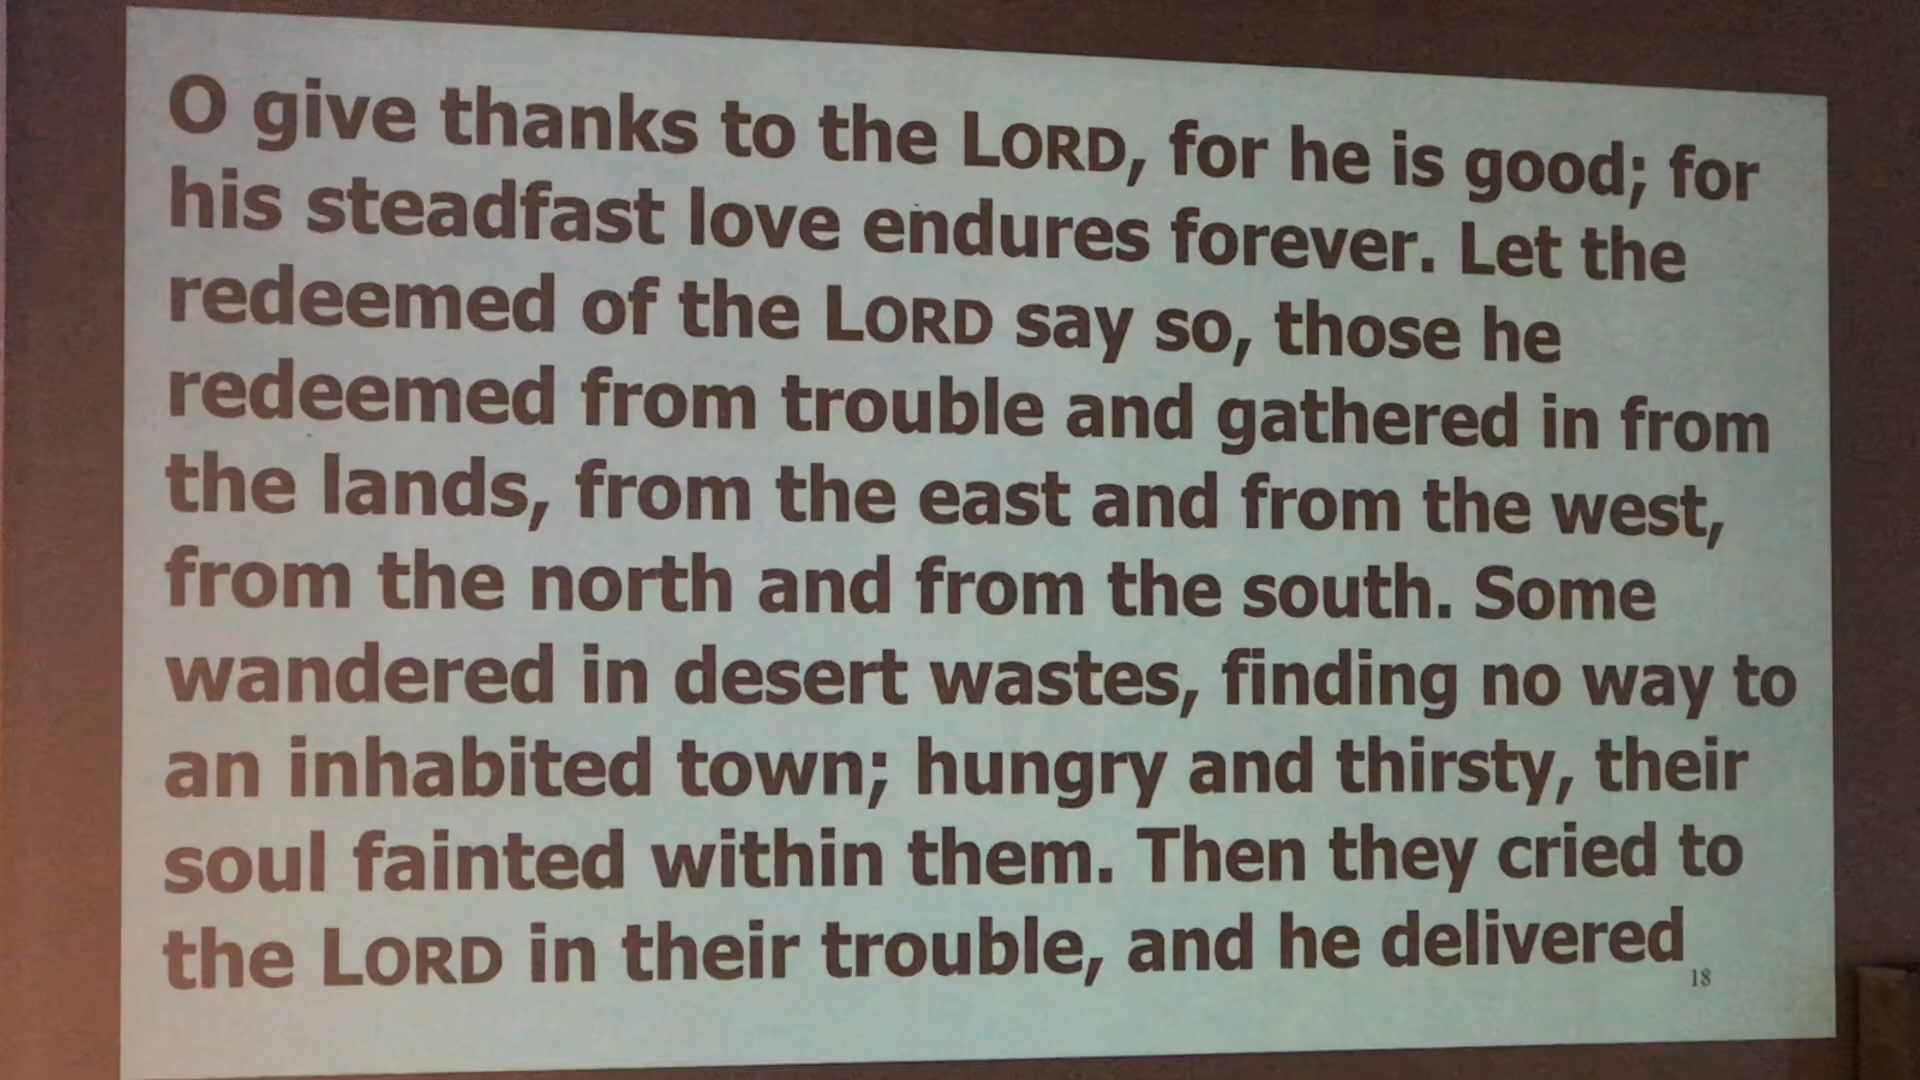 O give thanks to the LORD, for he is good; for
his steadfast love endures forever. Let the
redeemed of the LORD say so, those he
redeemed from trouble and gathered in from
the lands, from the east and from the west,
from the north and from the south. Some
wandered in desert wastes, finding no way to
an inhabited town; hungry and thirsty, their
soul fainted within them. Then they cried to
the LORD in their trouble, and he delivered
18